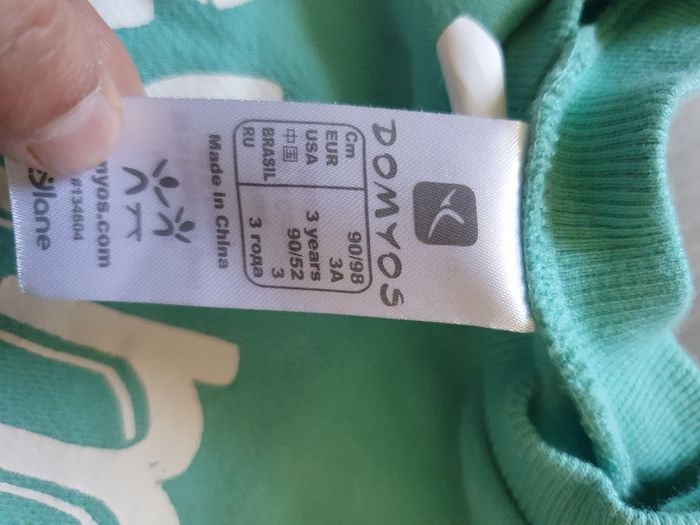 DOMYOS
Cm 90/98
EUR 3A
USA 3 years
中国 90/52
BRASIL 3
RU 3 года
Made in China
myos.com
#134604
lane